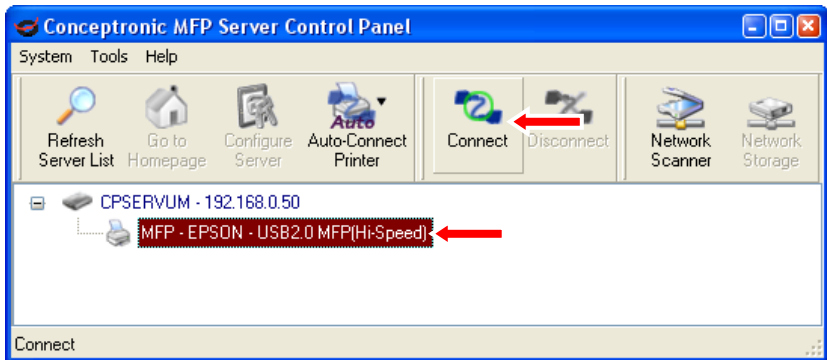 Conceptronic MFP Server Control Panel
System Tools Help
Auto
Refresh Go to Configure Auto-Connect Connect Disconnect Network Network
Server List Homepage Server Printer Scanner Storage
CPSERVUM - 192.168.0.50
MFP - EPSON - USB2.0 MFP(Hi-Speed)
Connect